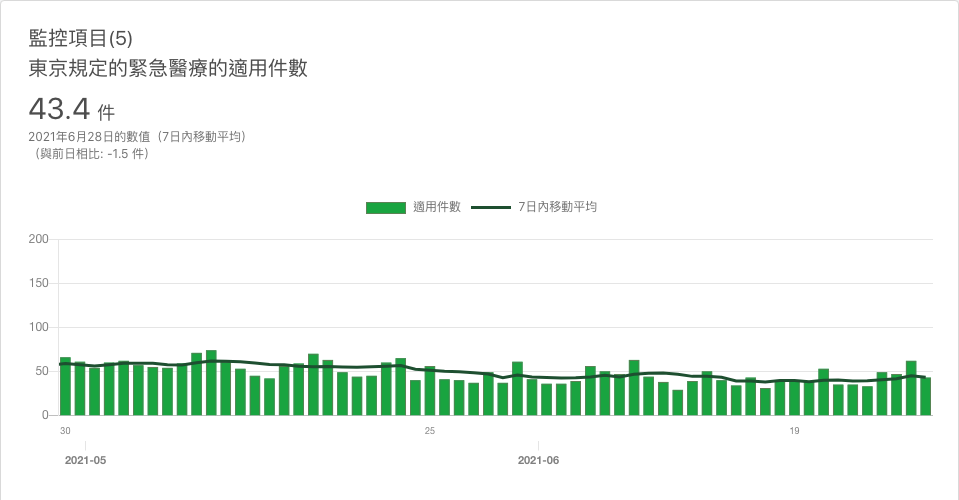 監控項目(5)
東京規定的緊急醫療的適用件數
43.4 件
2021年6月28日的數值（7日內移動平均）
（與前日相比: -1.5 件）
適用件數 7日內移動平均
200
150
100
50
0
30 25 19
2021-05 2021-06